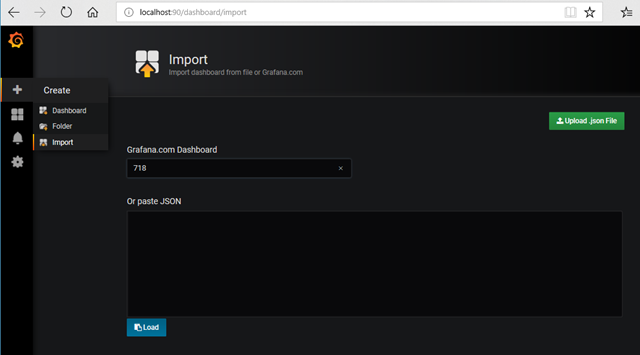 localhost:90/dashboard/import
Import
Import dashboard from file or Grafana.com
Create
Dashboard
Folder
Import
Upload .json File
Grafana.com Dashboard
718
Or paste JSON
Load